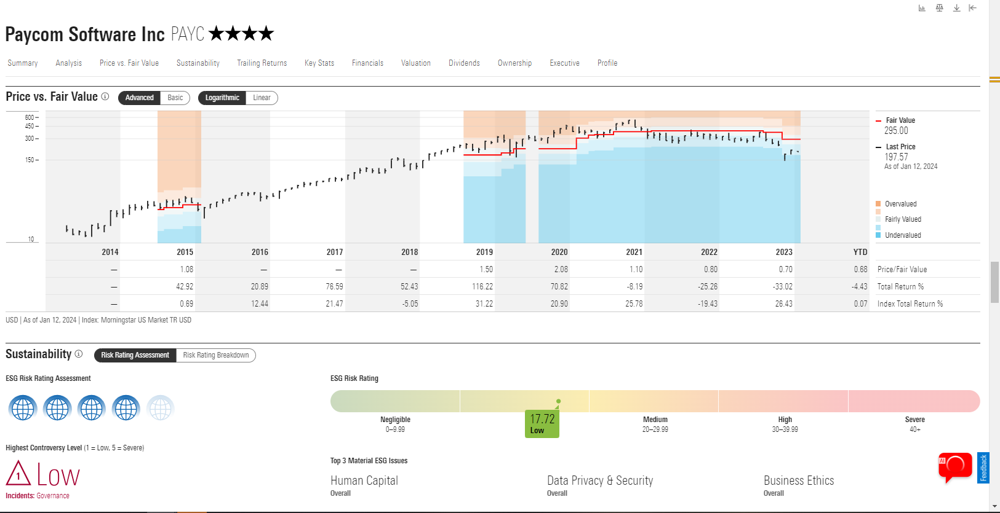 Paycom Software Inc PAYC ★★★★
Summary Analysis Price vs. Fair Value Sustainability Trailing Returns Key Stats Financials Valuation Dividends Ownership Executive Profile
Price vs. Fair Value Advanced Basic Logarithmic Linear
600
450
300
150
10
Fair Value
295.00
Last Price
197.57
As of Jan 12, 2024
Overvalued
Fairly Valued
Undervalued
2014 2015 2016 2017 2018 2019 2020 2021 2022 2023 YTD
— 1.08 — — — 1.50 2.08 1.10 0.80 0.70 0.68 Price/Fair Value
— 42.92 20.89 76.59 52.43 116.22 70.82 -8.19 -25.26 -33.02 -4.43 Total Return %
— 0.69 12.44 21.47 -5.05 31.22 20.90 25.78 -19.43 26.43 0.07 Index Total Return %
USD | As of Jan 12, 2024 | Index: Morningstar US Market TR USD
Sustainability Risk Rating Assessment Risk Rating Breakdown
ESG Risk Rating Assessment
Highest Controversy Level (1 = Low, 5 = Severe)
1 Low
Incidents: Governance
ESG Risk Rating
Negligible
0–9.99
17.72
Low
Medium
20–29.99
High
30–39.99
Severe
40+
Top 3 Material ESG Issues
Human Capital
Overall
Data Privacy & Security
Overall
Business Ethics
Overall
AI
Feedback